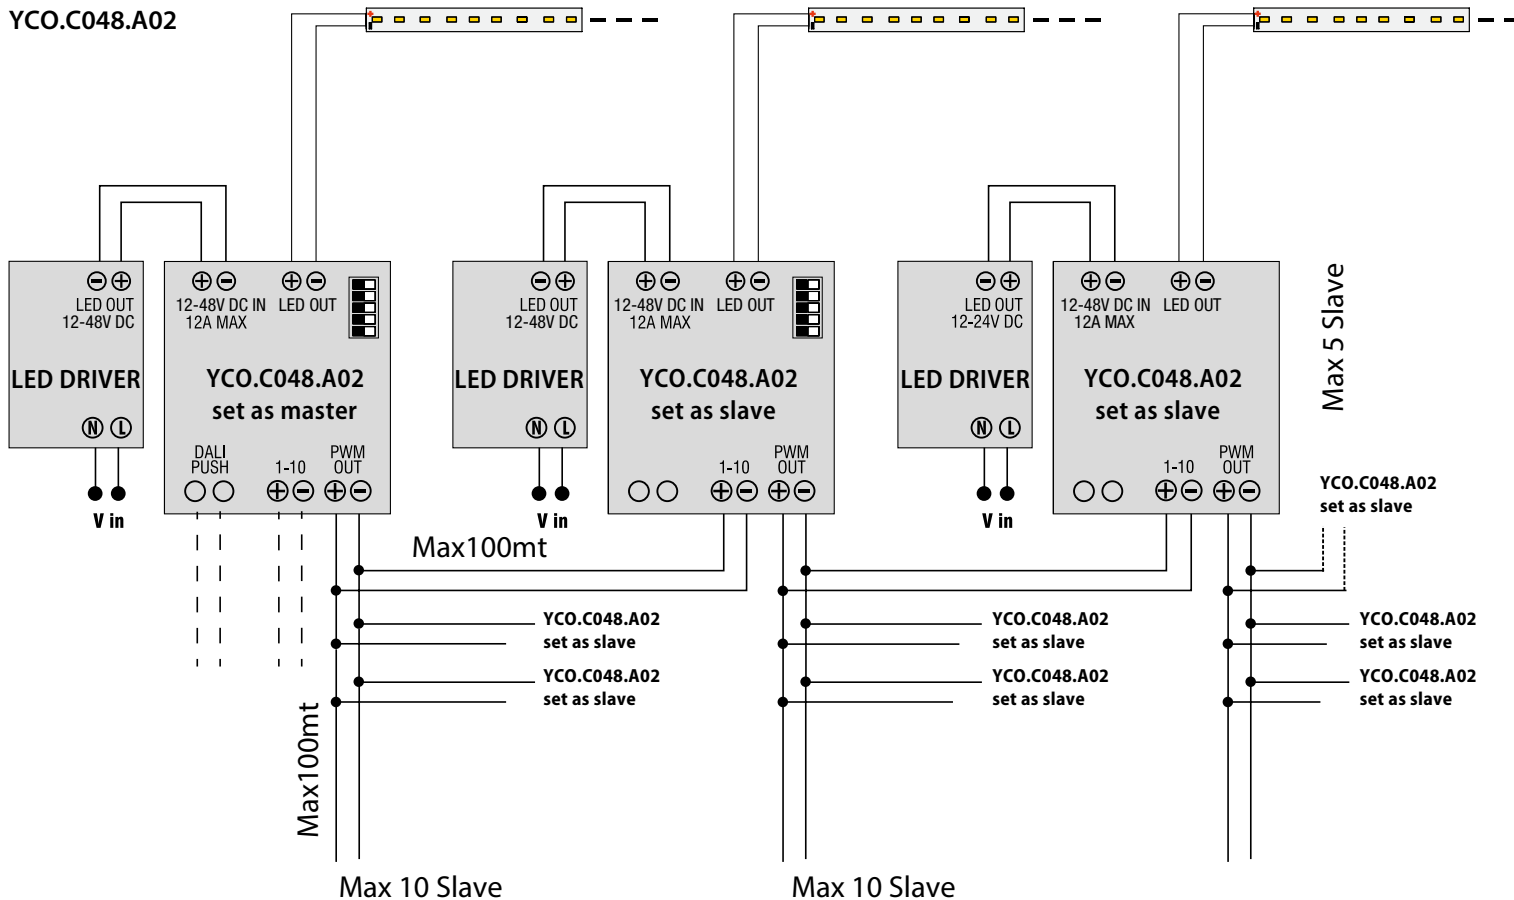 YCO.C048.A02
LED OUT
12-48V DC
LED DRIVER
N L
V in
12-48V DC IN
12A MAX
LED OUT
YCO.C048.A02
set as master
DALI
PUSH
1-10
PWM
OUT
LED OUT
12-48V DC
LED DRIVER
N L
V in
12-48V DC IN
12A MAX
LED OUT
YCO.C048.A02
set as slave
1-10
PWM
OUT
LED OUT
12-24V DC
LED DRIVER
N L
V in
12-48V DC IN
12A MAX
LED OUT
YCO.C048.A02
set as slave
1-10
PWM
OUT
Max 5 Slave
YCO.C048.A02
set as slave
Max100mt
YCO.C048.A02
set as slave
YCO.C048.A02
set as slave
YCO.C048.A02
set as slave
YCO.C048.A02
set as slave
YCO.C048.A02
set as slave
YCO.C048.A02
set as slave
Max100mt
Max 10 Slave
Max 10 Slave